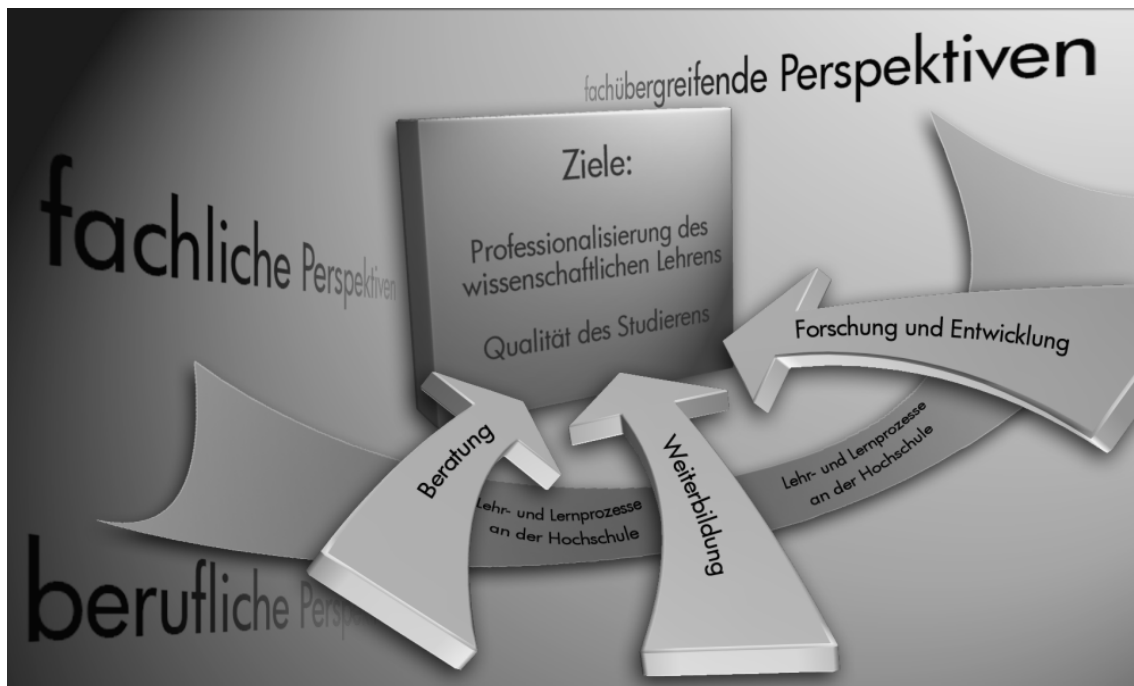 fachübergreifende Perspektiven
fachliche Perspektiven
Ziele:
Professionalisierung des
wissenschaftlichen Lehrens
Qualität des Studierens
Forschung und Entwicklung
Beratung
Weiterbildung
Lehr- und Lernprozesse
an der Hochschule
Lehr- und Lernprozesse
an der Hochschule
berufliche